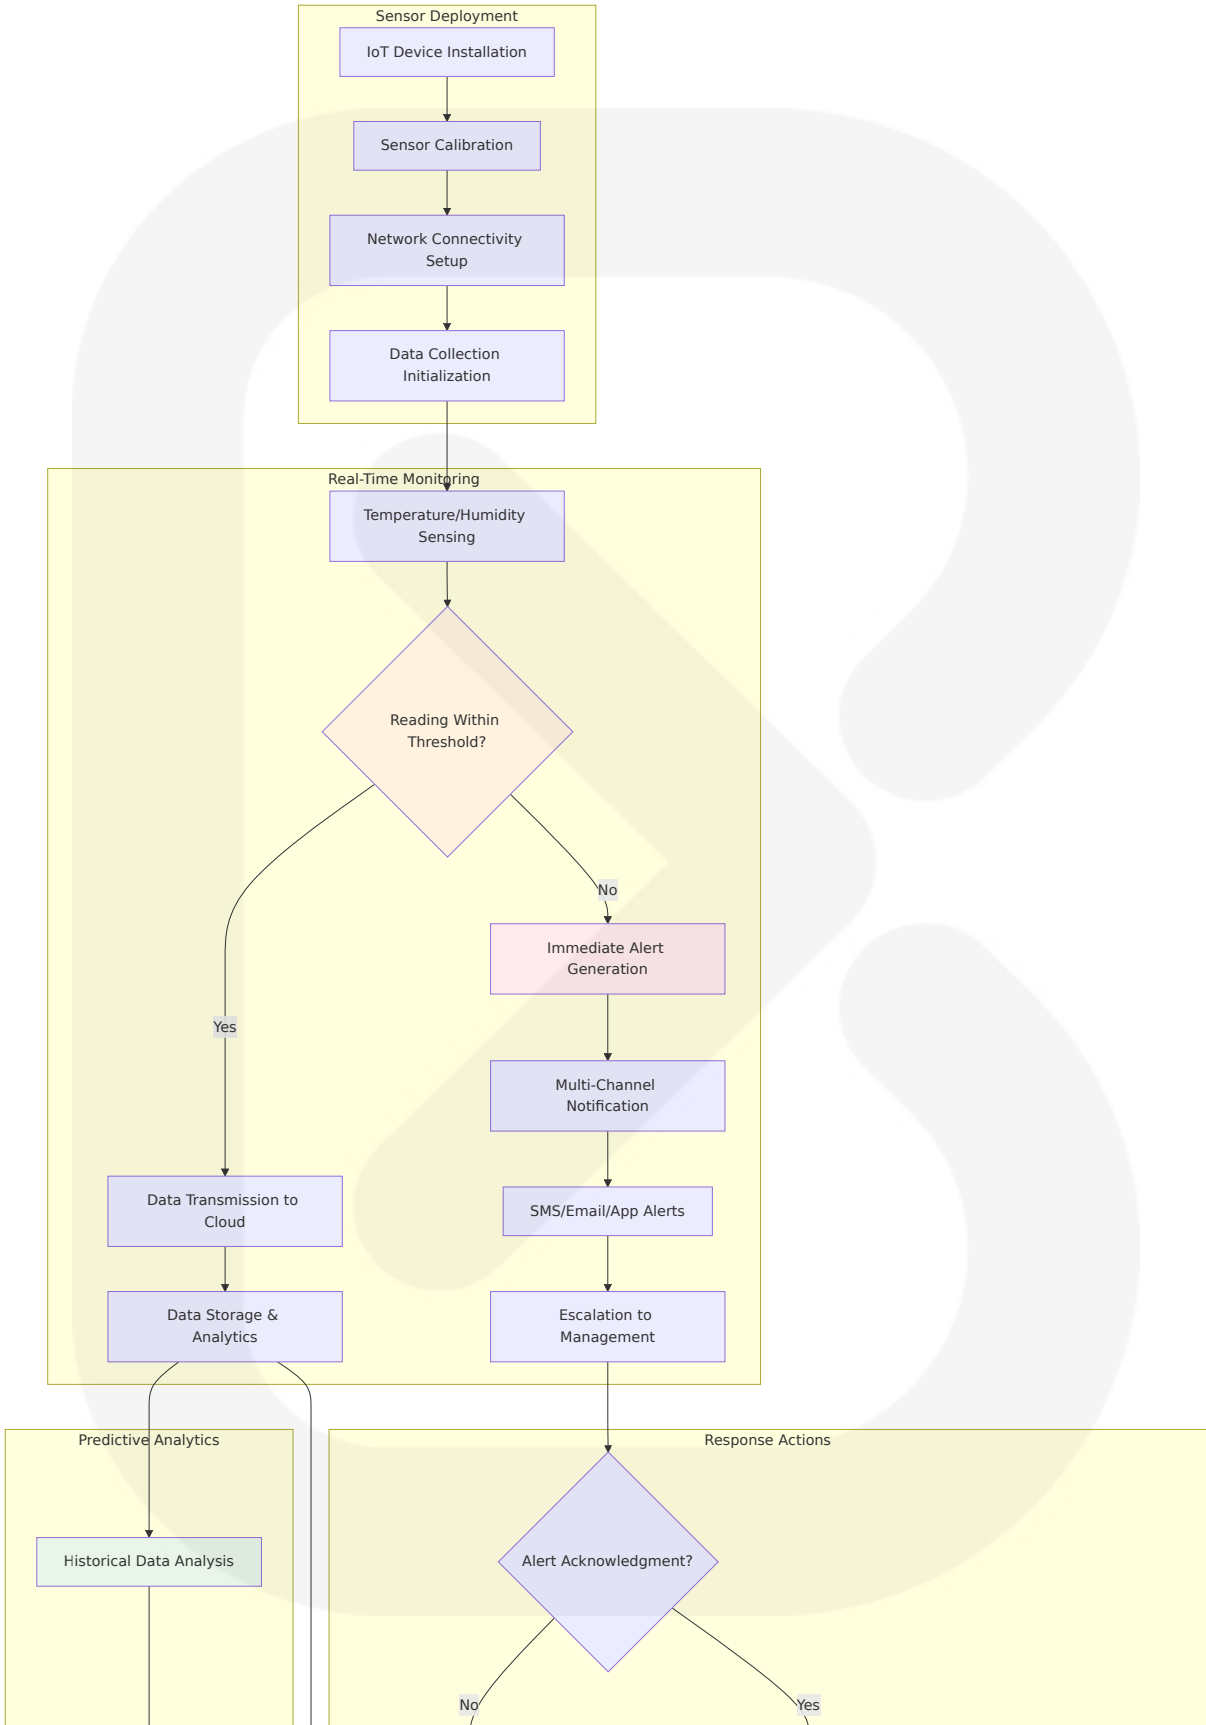 Sensor Deployment
IoT Device Installation
Sensor Calibration
Network Connectivity
Setup
Data Collection
Initialization
Real-Time Monitoring
Temperature/Humidity
Sensing
Reading Within
Threshold?
No
Immediate Alert
Generation
Yes
Multi-Channel
Notification
Data Transmission to
Cloud
SMS/Email/App Alerts
Data Storage &
Analytics
Escalation to
Management
Predictive Analytics
Response Actions
Historical Data Analysis
Alert Acknowledgment?
No
Yes